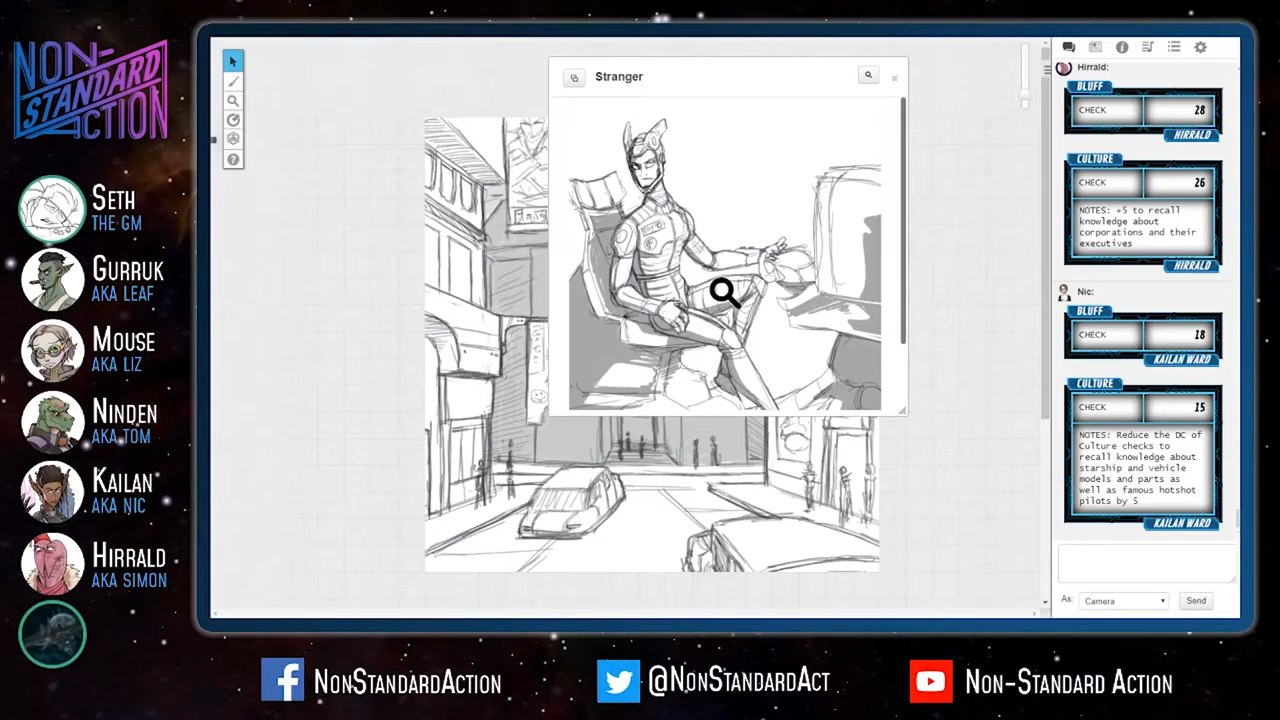 NON-
STANDARD
ACTION
SETH
THE GM
GURRUK
AKA LEAF
MOUSE
AKA LIZ
NINDEN
AKA TOM
KAILAN
AKA NIC
HIRRALD
AKA SIMON
Stranger
Hirrald:
BLUFF
CHECK 28
HIRRALD
CULTURE
CHECK 26
NOTES: +5 to recall
knowledge about
corporations and their
executives
HIRRALD
Nic:
BLUFF
CHECK 18
KAILAN WARD
CULTURE
CHECK 15
NOTES: Reduce the DC of
Culture checks to
recall knowledge about
starship and vehicle
models and parts as
well as famous hotshot
pilots by 5
KAILAN WARD
As: Camera Send
NONSTANDARDACTION
@NONSTANDARDACT
NON-STANDARD ACTION